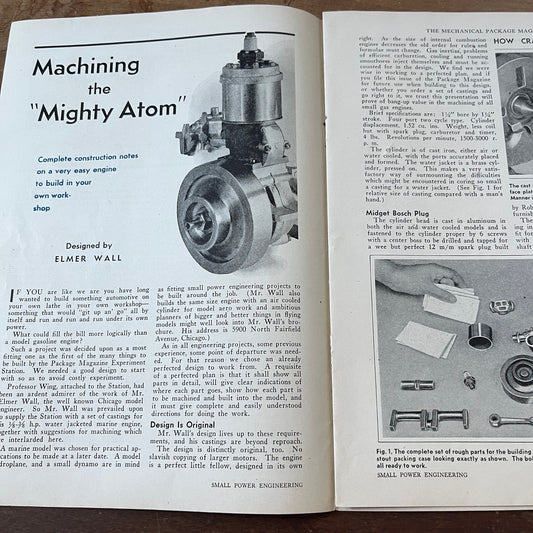 Machining
the
"Mighty Atom"
Complete construction notes
on a very easy engine
to build in your
own work-
shop
Designed by
ELMER WALL
IF YOU are like we are you have long
wanted to build something automotive on
your own lathe in your own workshop—
something that would "git up an' go" all by
itself and run and run and run under its own
power.
What could fill the bill more logically than
a model gasoline engine?
Such a project was decided upon as a most
fitting one as the first of the many things to
be built by the Package Magazine Experiment
Station. We needed a good design to start
with so as to avoid costly experiment.
Professor Wing, attached to the Station, had
been an ardent admirer of the work of Mr.
Elmer Wall, the well known Chicago model
engineer. So Mr. Wall was prevailed upon
to supply the Station with a set of castings for
h.p. water jacketed marine engine,
together with suggestions for machining which
are interlarded here.
A marine model was chosen for practical ap-
plications to be made at a later date. A model
droplane, and a small dynamo are in mind
as fitting small power engineering projects to
be built around the job. (Mr. Wall also
builds the same size engine with an air cooled
cylinder for model aero work and ambitious
planners of bigger and better things in flying
models might well look into Mr. Wall's bro-
chure. His address is 5900 North Fairfield
Avenue, Chicago.)
As in all engineering projects, some previous
experience, some point of departure was need-
ed. For that reason we chose an already
perfected design to work from. A requisite
of a perfected plan is that it shall show all
parts in detail, will give clear indications of
where each part goes, show how each part is
to be machined and built into the model, and
it must give complete and easily understood
directions for doing the work.
Design Is Original
Mr. Wall's design lives up to these require-
ments, and his castings are beyond reproach.
The design is distinctly original, too. No
slavish copying of larger motors. The engine
is a perfect little fellow, designed in its own
SMALL POWER ENGINEERING
THE MECHANICAL PACKAGE MAGA
right. As the size of internal combustion
engines decreases the old order for rules and
formulae must change. Gas inertias, problems
of efficient carburetion, cooling and running
smoothness present themselves and must be ac-
counted for in the design. We find we were
wise in working to a perfected plan, and if
you file this issue of the Package Magazine
for future use when building to this design,
or whether you order a set of castings and
go right to it, we trust this presentation will
prove of bang-up value in the machining of all
small gas engines.
Brief specifications are: 1¼" bore by 1¼"
stroke. Four port two cycle type. Cylinder
displacement, 1.52 cu. ins. Weight, less coil
but with spark plug, carburetor and timer,
4 lbs. Revolutions per minute, 1500-3000 r.
p. m.
The cylinder is of cast iron, either air or
water cooled, with the ports accurately placed
and formed. The water jacket is a brass cyl-
inder, pressed on. This makes a very satis-
factory way of surmounting the difficulties
which might be encountered in coring so small
a casting for a water jacket. (See Fig. 1 for
relative size of casting compared with a man's
hand.)
Midget Bosch Plug
The cylinder head is cast in aluminum in
both the air and water cooled models and is
fastened to the cylinder proper by 6 screws
with a center boss to be drilled and tapped for
a wee but perfect 12 m/m spark plug built
Fig. 1. The complete set of rough parts for the building
stout packing case looking exactly as shown. The bol
all ready to work.
SMALL POWER ENGINEERING
HOW CRA
The cast
face plat
Manner i
by Rob
furnish
The
ing in
fit for
with
shaft